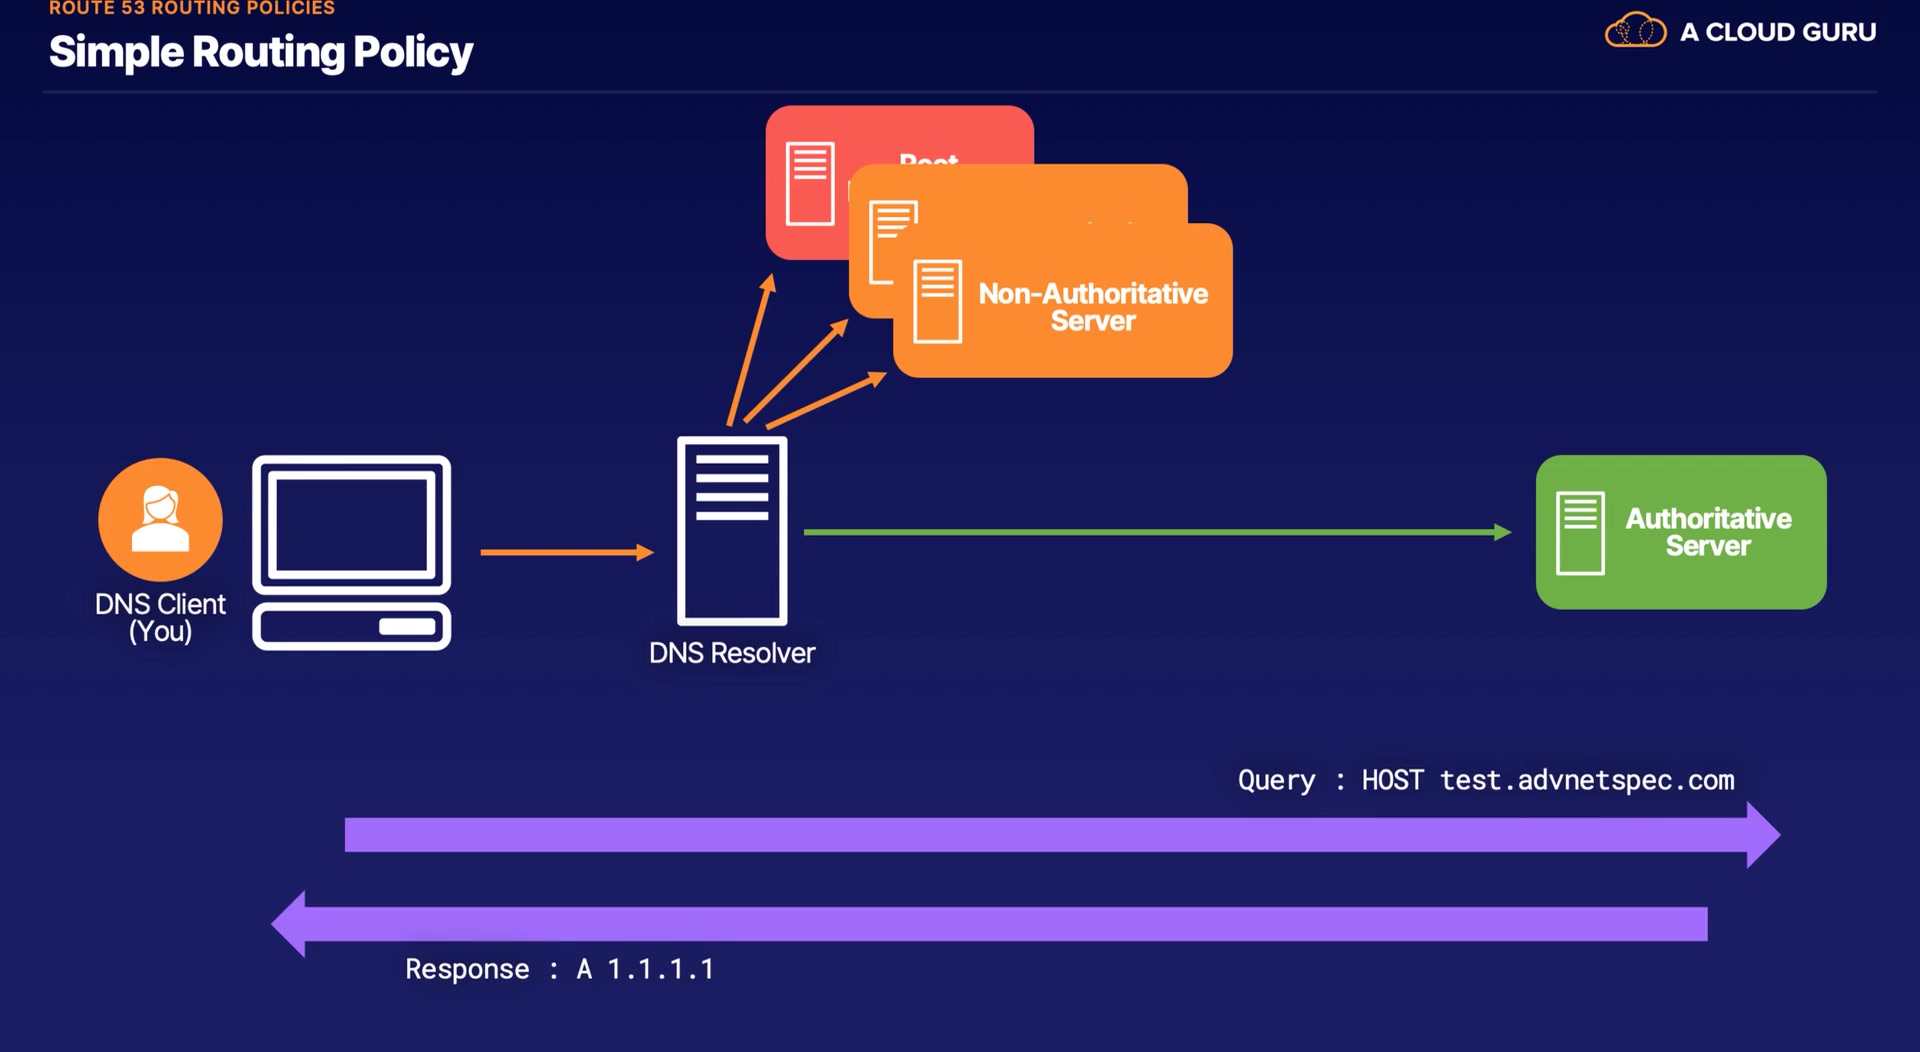 ROUTE 53 ROUTING POLICIES
Simple Routing Policy
A CLOUD GURU
Root
Non-Authoritative
Server
Authoritative
Server
DNS Client
(You)
DNS Resolver
Query : HOST test.advnetspec.com
Response : A 1.1.1.1